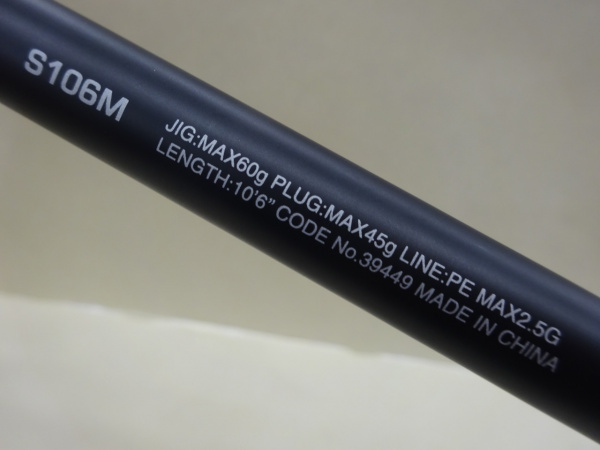 S106M
JIG:MAX60g PLUG:MAX45g LINE:PE MAX2.5G
LENGTH:10'6" CODE No.39449 MADE IN CHINA